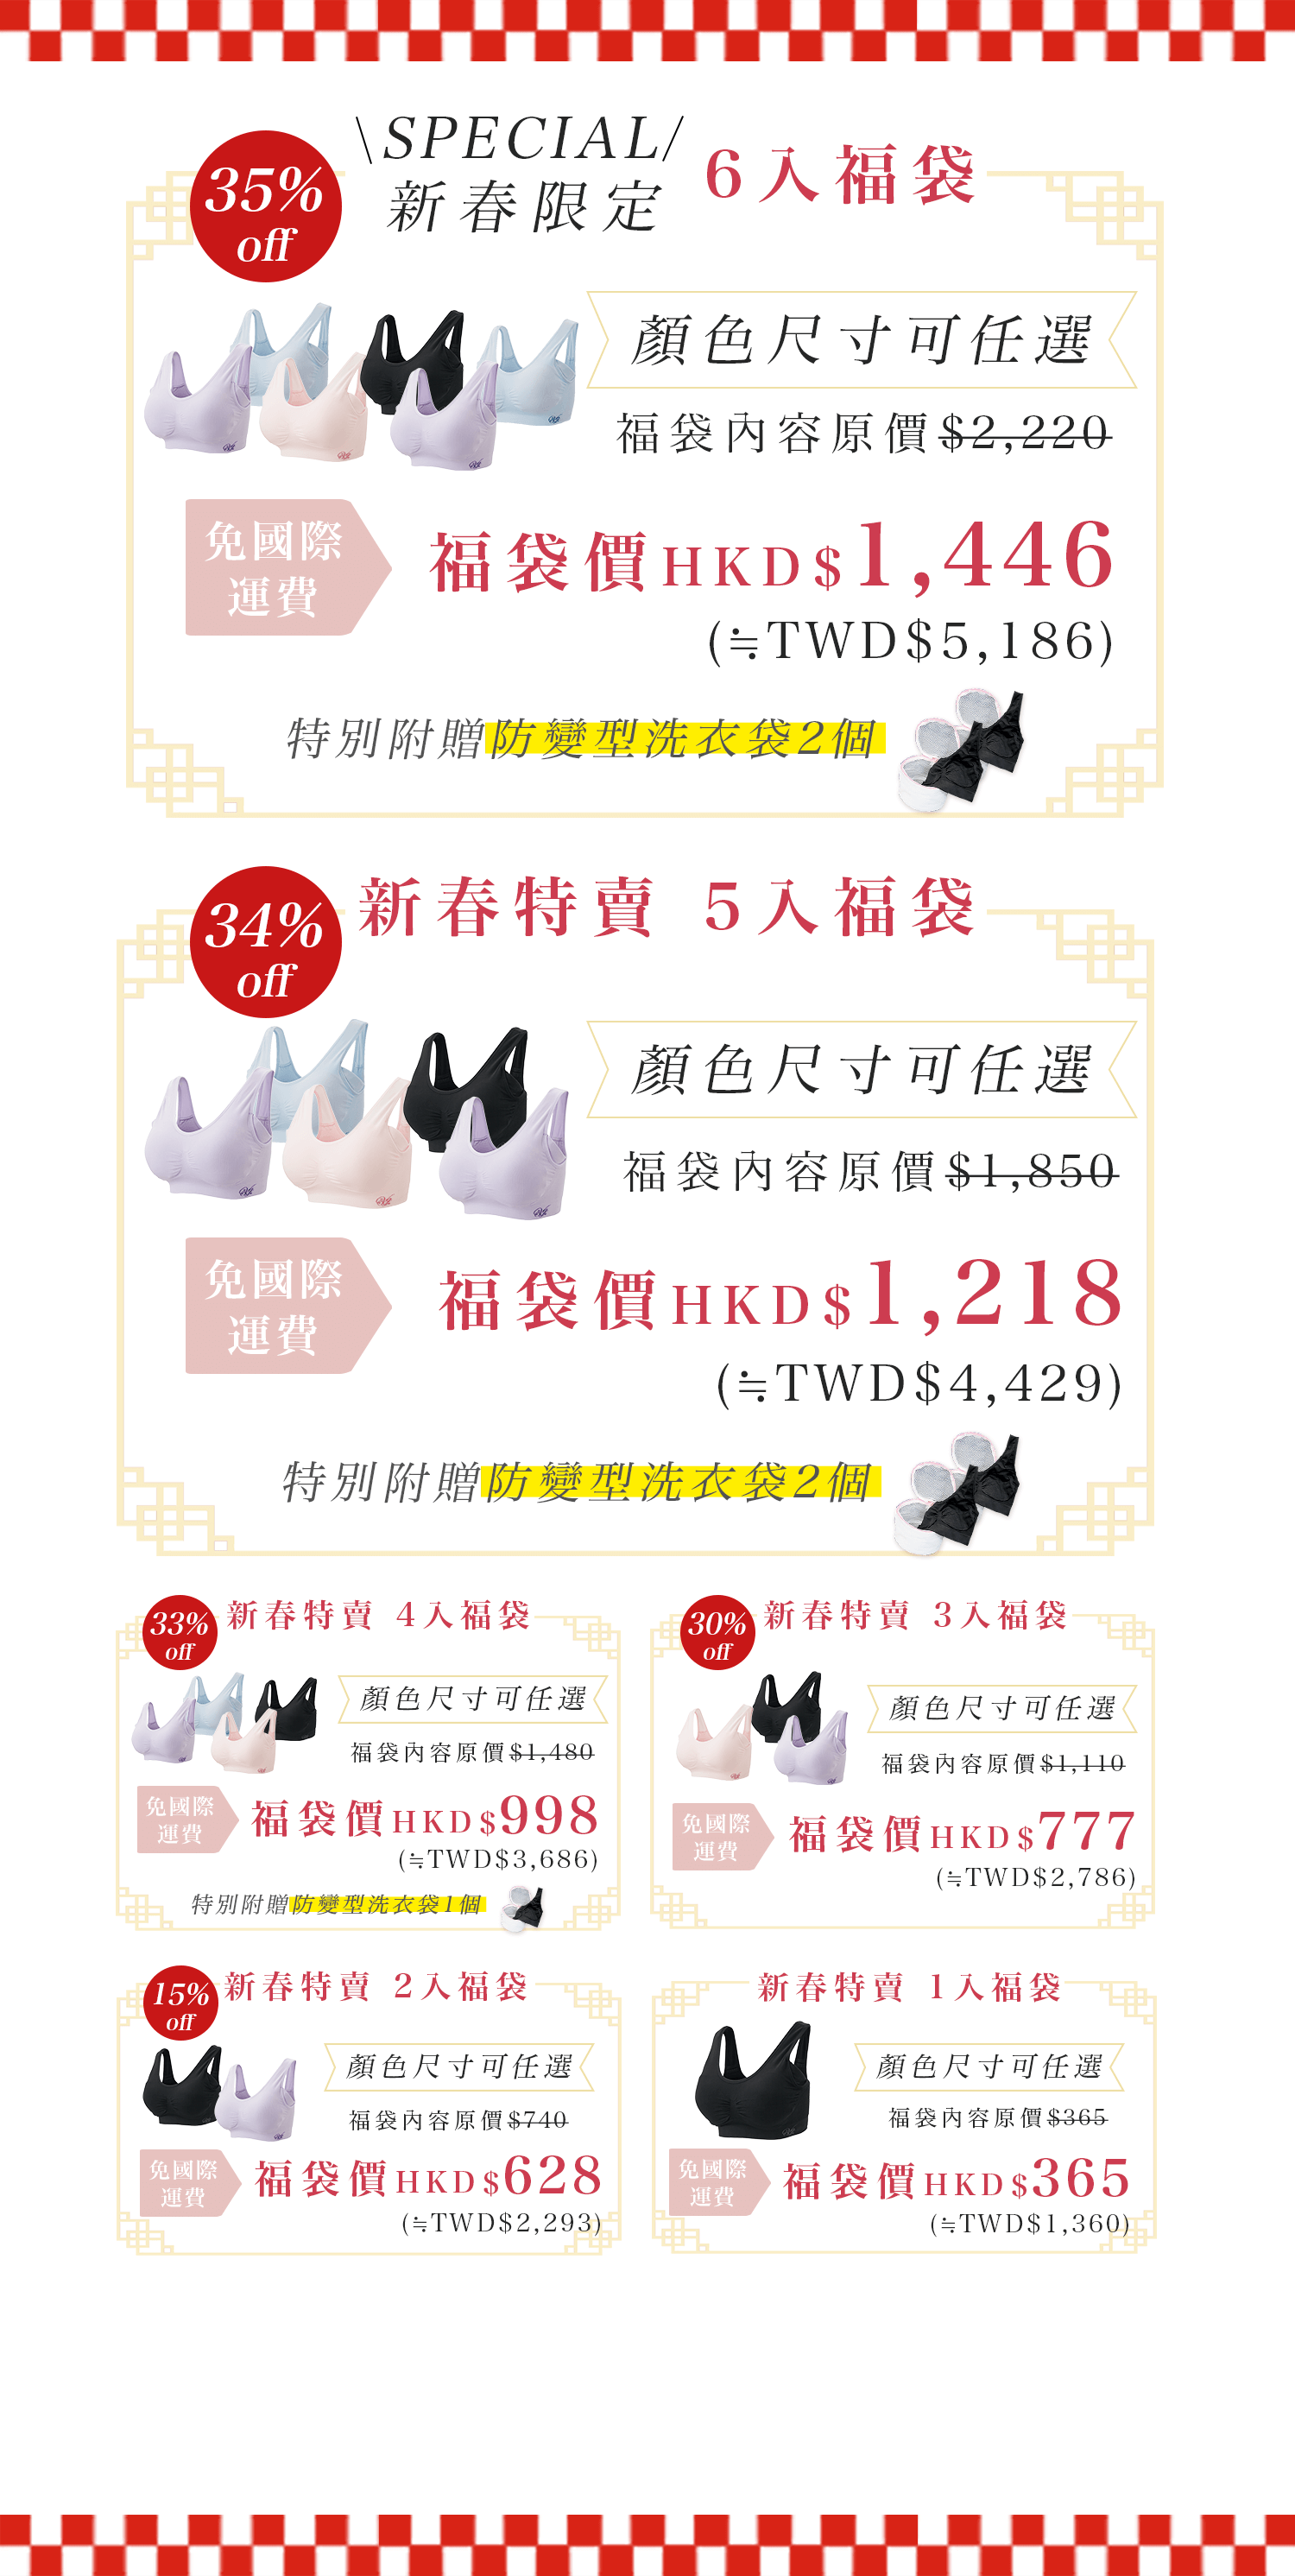 35%
off
\SPECIAL/
新春限定
6入福袋
顏色尺寸可任選
福袋內容原價$2,220
免國際
運費
福袋價HKD$1,446
(≒TWD$5,186)
特別附贈防變型洗衣袋2個
34%
off
新春特賣 5入福袋
顏色尺寸可任選
福袋內容原價$1,850
免國際
運費
福袋價HKD$1,218
(≒TWD$4,429)
特別附贈防變型洗衣袋2個
33%
off
新春特賣 4入福袋
顏色尺寸可任選
福袋內容原價$1,480
免國際
運費
福袋價HKD$998
(≒TWD$3,686)
特別附贈防變型洗衣袋1個
30%
off
新春特賣 3入福袋
顏色尺寸可任選
福袋內容原價$1,110
免國際
運費
福袋價HKD$777
(≒TWD$2,786)
15%
off
新春特賣 2入福袋
顏色尺寸可任選
福袋內容原價$740
免國際
運費
福袋價HKD$628
(≒TWD$2,293)
新春特賣 1入福袋
顏色尺寸可任選
福袋內容原價$365
免國際
運費
福袋價HKD$365
(≒TWD$1,360)